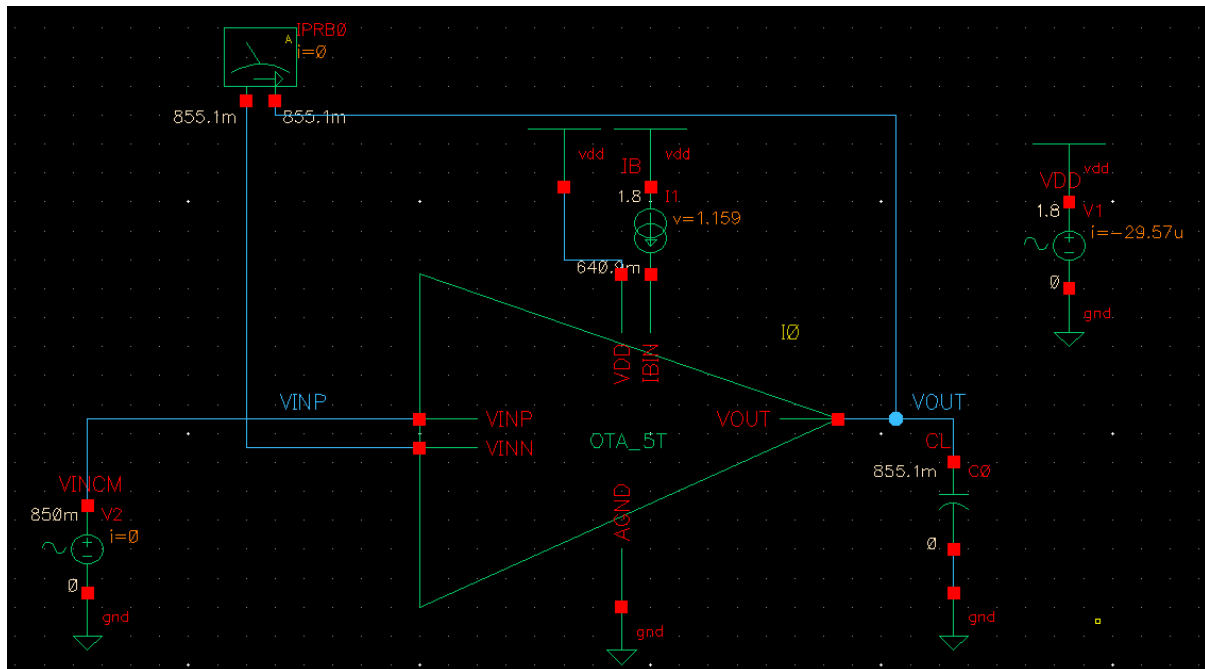 IPRB0
A
i=0
855.1m
855.1m
vdd
vdd
IB
1.8
I1
v=1.159
640.9m
VDD
vdd
1.8
V1
i=-29.57u
0
gnd
I0
VDD
IBIN
VINP
VINP
VINN
OTA_5T
VOUT
VOUT
AGND
gnd
VINCM
850m
V2
i=0
0
gnd
CL
855.1m
C0
0
gnd